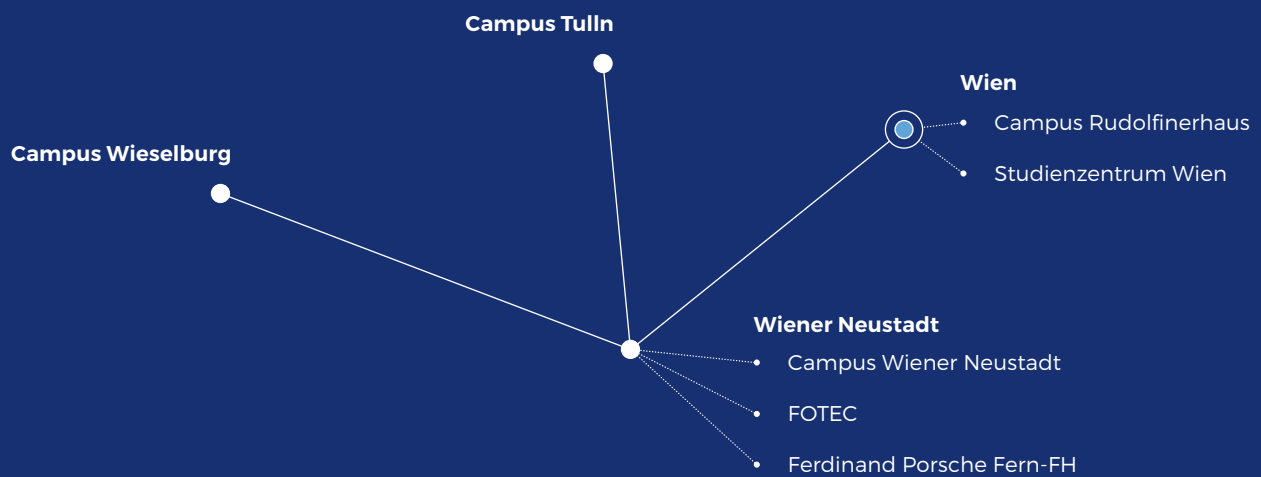 Campus Tulln
Wien
Campus Rudolfinerhaus
Campus Wieselburg
Studienzentrum Wien
Wiener Neustadt
Campus Wiener Neustadt
FOTEC
Ferdinand Porsche Fern-FH